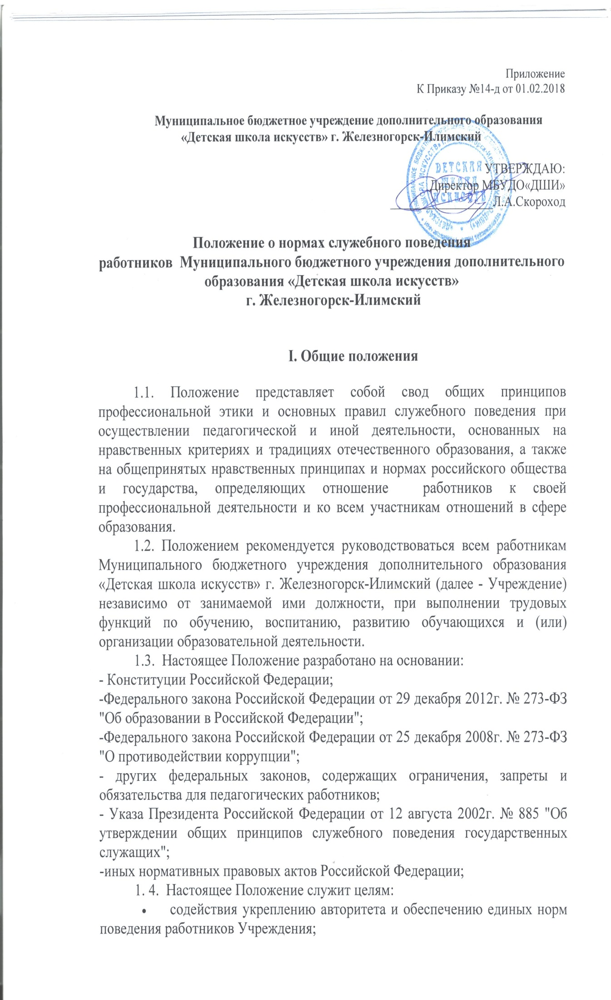 Приложение
К Приказу №14-д от 01.02.2018
Муниципальное бюджетное учреждение дополнительного образования
«Детская школа искусств» г. Железногорск-Илимский
ДЕТСКАЯ
ШКОЛА
ИСКУССТВ
УТВЕРЖДАЮ:
Директор МБУДО«ДШИ»
Л.А.Скороход
Положение о нормах служебного поведения
работников Муниципального бюджетного учреждения дополнительного
образования «Детская школа искусств»
г. Железногорск-Илимский
I. Общие положения
1.1. Положение представляет собой свод общих принципов
профессиональной этики и основных правил служебного поведения при
осуществлении педагогической и иной деятельности, основанных на
нравственных критериях и традициях отечественного образования, а также
на общепринятых нравственных принципах и нормах российского общества
и государства, определяющих отношение работников к своей
профессиональной деятельности и ко всем участникам отношений в сфере
образования.
1.2. Положением рекомендуется руководствоваться всем работникам
Муниципального бюджетного учреждения дополнительного образования
«Детская школа искусств» г. Железногорск-Илимский (далее - Учреждение)
независимо от занимаемой ими должности, при выполнении трудовых
функций по обучению, воспитанию, развитию обучающихся и (или)
организации образовательной деятельности.
1.3. Настоящее Положение разработано на основании:
- Конституции Российской Федерации;
-Федерального закона Российской Федерации от 29 декабря 2012г. № 273-ФЗ
"Об образовании в Российской Федерации";
-Федерального закона Российской Федерации от 25 декабря 2008г. № 273-ФЗ
"О противодействии коррупции";
- других федеральных законов, содержащих ограничения, запреты и
обязательства для педагогических работников;
- Указа Президента Российской Федерации от 12 августа 2002г. № 885 "Об
утверждении общих принципов служебного поведения государственных
служащих";
-иных нормативных правовых актов Российской Федерации;
1. 4. Настоящее Положение служит целям:
• содействия укреплению авторитета и обеспечению единых норм
поведения работников Учреждения;